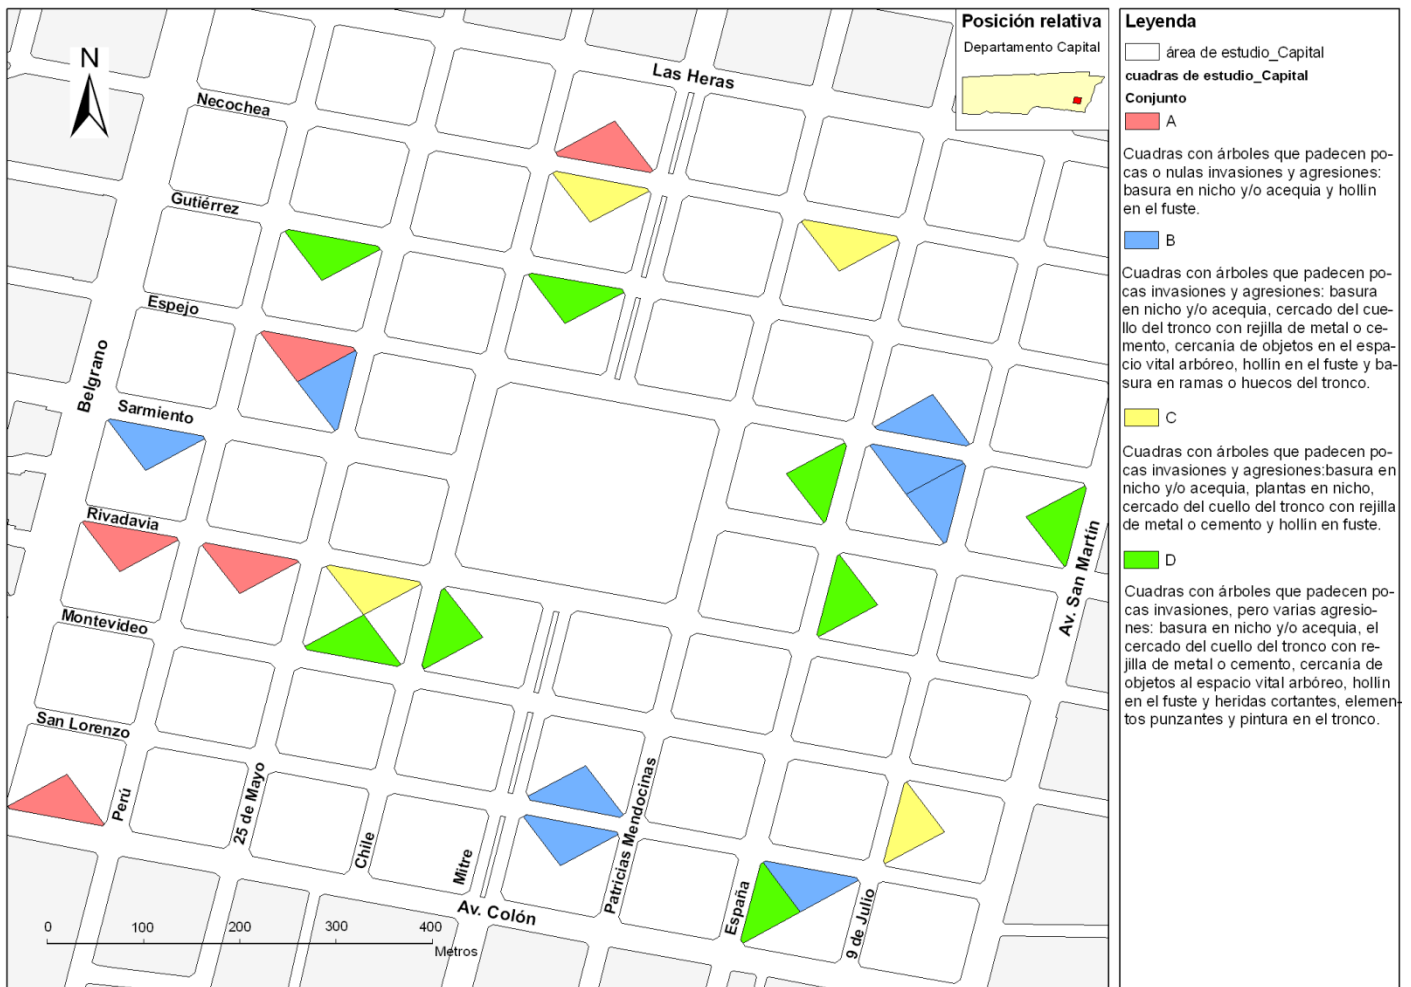 N
Las Heras
Necochea
Gutiérrez
Espejo
Belgrano
Sarmiento
Rivadavia
Montevideo
San Lorenzo
Perú
25 de Mayo
Chile
Mitre
Patricias Mendocinas
España
9 de Julio
Av. San Martín
Av. Colón
0 100 200 300 400
Metros
Posición relativa
Departamento Capital
Leyenda
área de estudio_Capital
cuadras de estudio_Capital
Conjunto
A
Cuadras con árboles que padecen po-
cas o nulas invasiones y agresiones:
basura en nicho y/o acequia y hollin
en el fuste.
B
Cuadras con árboles que padecen po-
cas invasiones y agresiones: basura
en nicho y/o acequia, cercado del cue-
llo del tronco con rejilla de metal o ce-
mento, cercanía de objetos en el espa-
cio vital arbóreo, hollin en el fuste y ba-
sura en ramas o huecos del tronco.
C
Cuadras con árboles que padecen po-
cas invasiones y agresiones:basura en
nicho y/o acequia, plantas en nicho,
cercado del cuello del tronco con rejilla
de metal o cemento y hollin en fuste.
D
Cuadras con árboles que padecen po-
cas invasiones, pero varias agresio-
nes: basura en nicho y/o acequia, el
cercado del cuello del tronco con re-
jilla de metal o cemento, cercanía de
objetos al espacio vital arbóreo, hollin
en el fuste y heridas cortantes, elemen-
tos punzantes y pintura en el tronco.